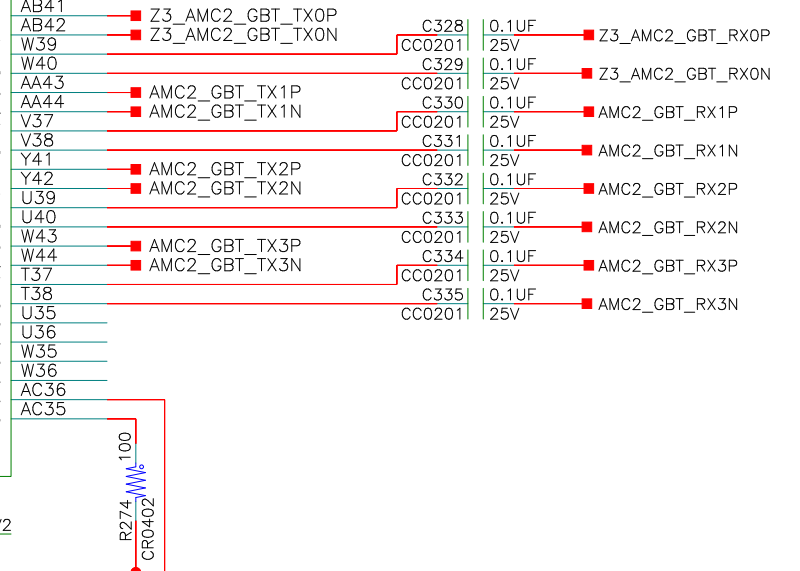 AB41
Z3_AMC2_GBT_TX0P
AB42
Z3_AMC2_GBT_TX0N
C328
0.1UF
Z3_AMC2_GBT_RX0P
W39
CC0201
25V
W40
C329
0.1UF
Z3_AMC2_GBT_RX0N
AA43
AMC2_GBT_TX1P
CC0201
25V
AA44
AMC2_GBT_TX1N
C330
0.1UF
AMC2_GBT_RX1P
V37
CC0201
25V
V38
C331
0.1UF
AMC2_GBT_RX1N
Y41
AMC2_GBT_TX2P
CC0201
25V
Y42
AMC2_GBT_TX2N
C332
0.1UF
AMC2_GBT_RX2P
U39
CC0201
25V
U40
C333
0.1UF
AMC2_GBT_RX2N
W43
AMC2_GBT_TX3P
CC0201
25V
W44
AMC2_GBT_TX3N
C334
0.1UF
AMC2_GBT_RX3P
T37
CC0201
25V
T38
C335
0.1UF
AMC2_GBT_RX3N
U35
CC0201
25V
U36
W35
W36
AC36
AC35
100
R274
CR0402